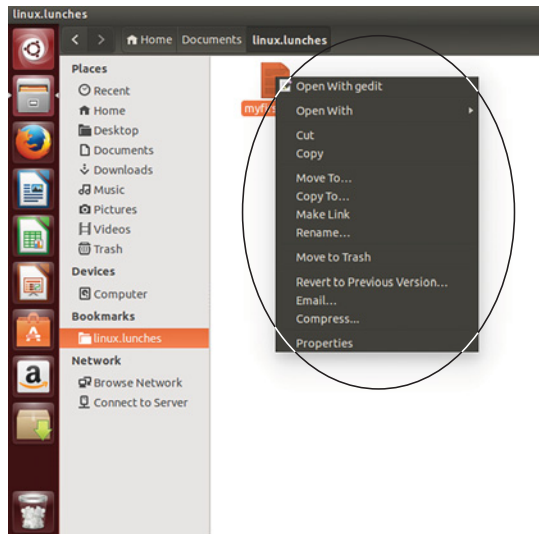 linux.lunches
Home Documents linux.lunches
Places
Recent
Home
Desktop
Documents
Downloads
Music
Pictures
Videos
Trash
Devices
Computer
Bookmarks
linux.lunches
Network
Browse Network
Connect to Server
Open With gedit
Open With
Cut
Copy
Move To...
Copy To...
Make Link
Rename...
Move to Trash
Revert to Previous Version...
Email...
Compress...
Properties